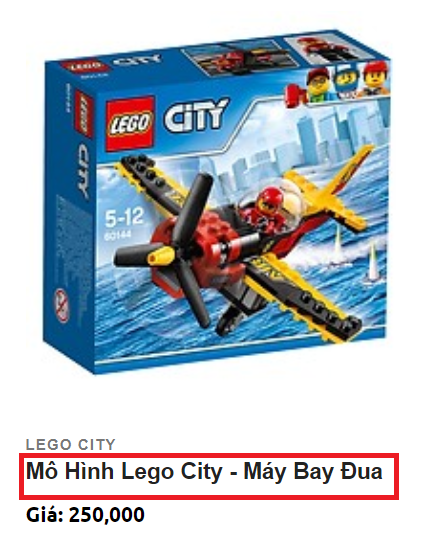 LEGO CITY
5-12
60144
LEGO CITY
Mô Hình Lego City - Máy Bay Đua
Giá: 250,000